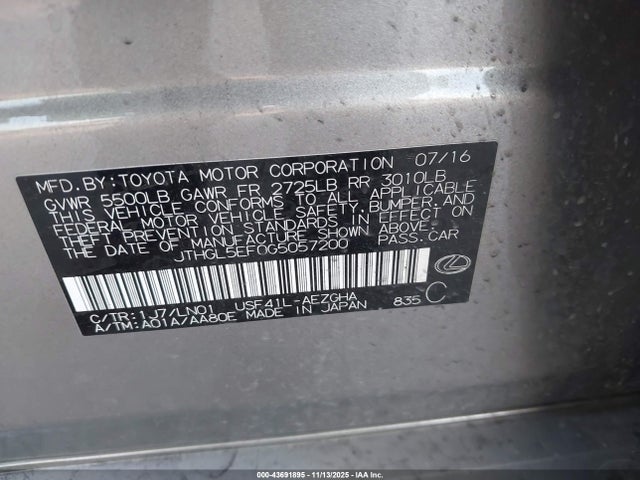 MFD. BY: TOYOTA MOTOR CORPORATION 07/16
GVWR 5500LB GAWR FR 2725LB RR 3010LB
THIS VEHICLE CONFORMS TO ALL APPLICABLE
FEDERAL MOTOR VEHICLE SAFETY, BUMPER, AND
THEFT PREVENTION STANDARDS IN EFFECT ON
THE DATE OF MANUFACTURE SHOWN ABOVE.
JTHGL5EF0G5057200 PASS. CAR
C/TR: 1J7/LN01 USF41L-AEZGHA 835 C
A/TM: A01A/AA80E MADE IN JAPAN
000-43691895 | 11/13/2025 | IAA Inc.